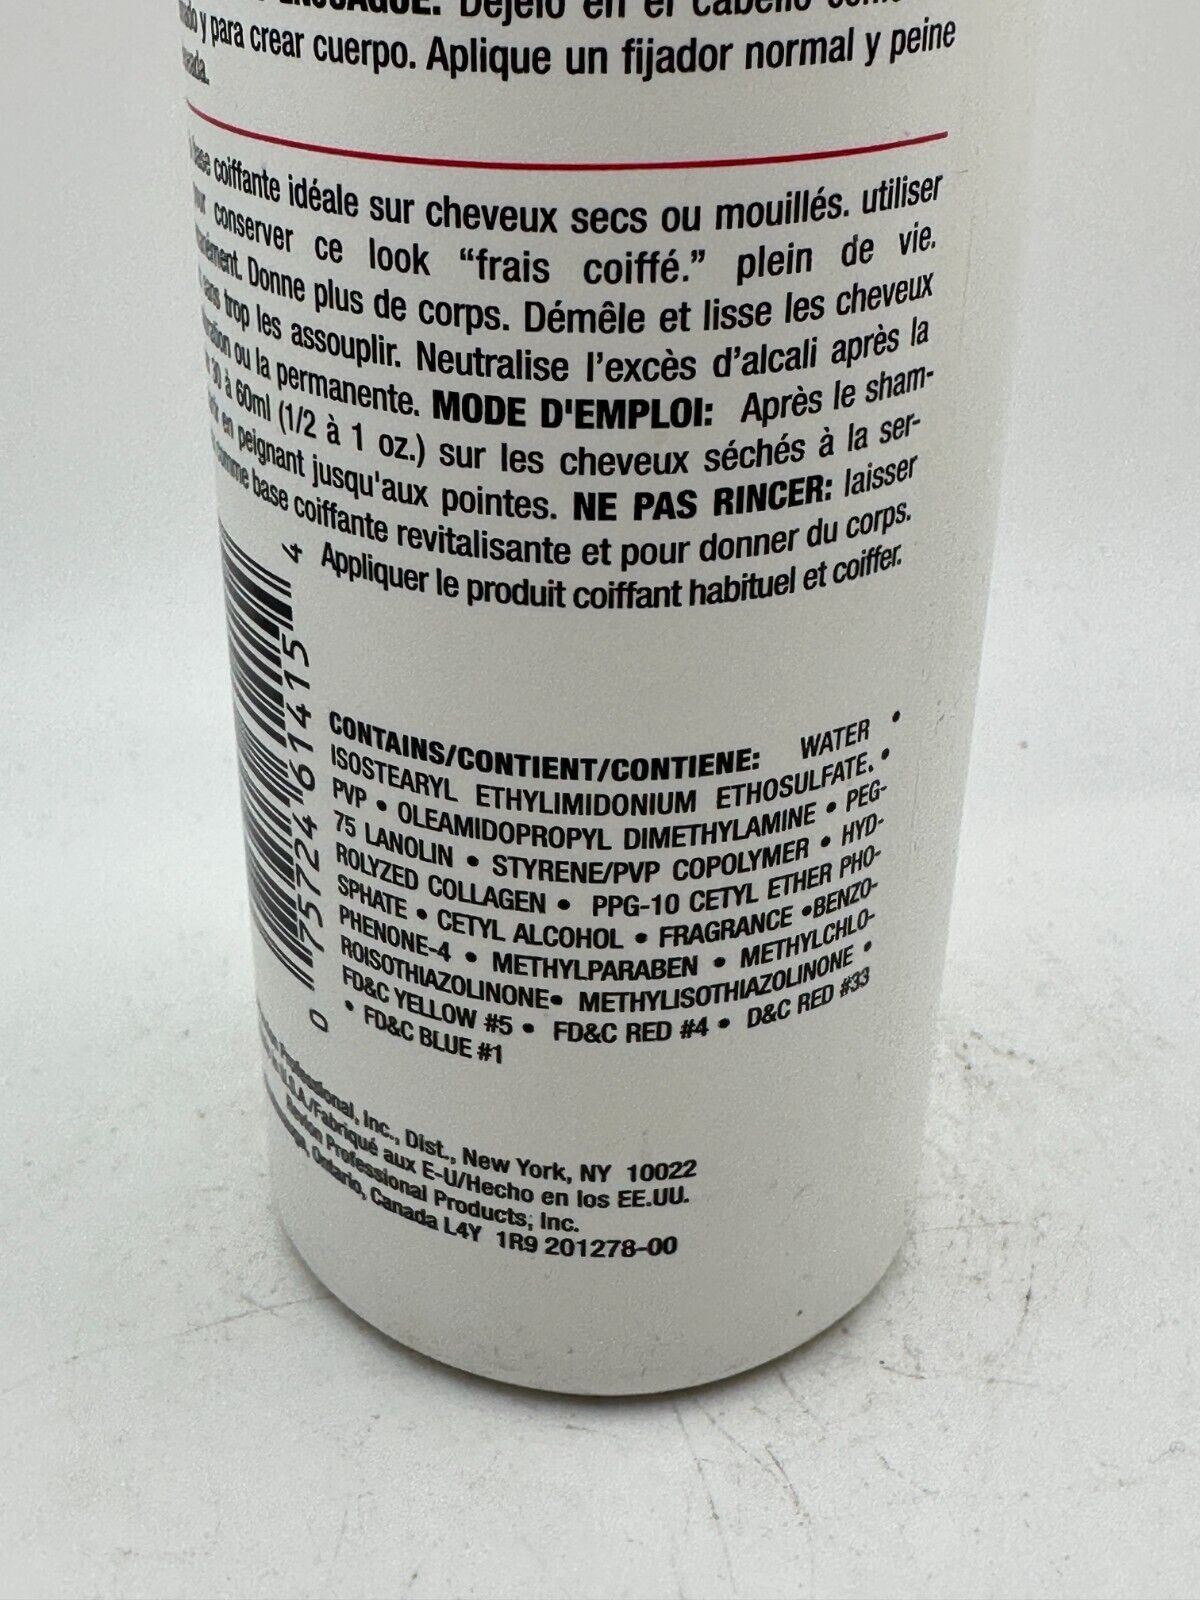 Déjelo en el cabello
y para crear cuerpo. Aplique un fijador normal y peine
base coiffante idéale sur cheveux secs ou mouillés. utiliser
conserver ce look “frais coiffé.” plein de vie.
Donne plus de corps. Démêle et lisse les cheveux
sans trop les assouplir. Neutralise l’excès d’alcali après la
ou la permanente. MODE D'EMPLOI: Après le sham-
30 à 60ml (1/2 à 1 oz.) sur les cheveux séchés à la ser-
en peignant jusqu'aux pointes. NE PAS RINCER: laisser
comme base coiffante revitalisante et pour donner du corps.
Appliquer le produit coiffant habituel et coiffer.
0 75724 61415 4
CONTAINS/CONTIENT/CONTIENE: WATER •
ISOSTEARYL ETHYLIMIDONIUM ETHOSULFATE. •
PVP • OLEAMIDOPROPYL DIMETHYLAMINE • PEG-
75 LANOLIN • STYRENE/PVP COPOLYMER • HYD-
ROLYZED COLLAGEN • PPG-10 CETYL ETHER PHO-
SPHATE • CETYL ALCOHOL • FRAGRANCE •BENZO-
PHENONE-4 • METHYLPARABEN • METHYLCHLO-
ROISOTHIAZOLINONE• METHYLISOTHIAZOLINONE •
FD&C YELLOW #5 • FD&C RED #4 • D&C RED #33
• FD&C BLUE #1
Professional, Inc., Dist., New York, NY 10022
U.S.A./Fabriqué aux E-U/Hecho en los EE.UU.
Revlon Professional Products, Inc.
Ontario, Canada L4Y 1R9 201278-00